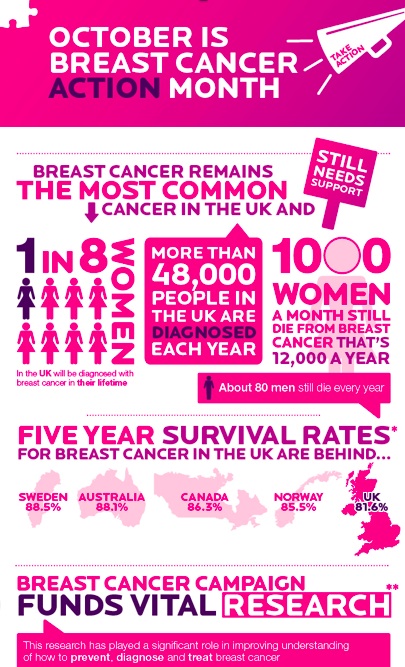 OCTOBER IS
BREAST CANCER
ACTION MONTH
TAKE
ACTION
BREAST CANCER REMAINS
THE MOST COMMON
CANCER IN THE UK AND
STILL
NEEDS
SUPPORT
1 IN 8
WOMEN
In the UK will be diagnosed with
breast cancer in their lifetime
MORE THAN
48,000
PEOPLE IN
THE UK ARE
DIAGNOSED
EACH YEAR
1000
WOMEN
A MONTH STILL
DIE FROM BREAST
CANCER THAT'S
12,000 A YEAR
About 80 men still die every year
FIVE YEAR SURVIVAL RATES*
FOR BREAST CANCER IN THE UK ARE BEHIND...
SWEDEN
88.5%
AUSTRALIA
88.1%
CANADA
86.3%
NORWAY
85.5%
UK
81.6%
BREAST CANCER CAMPAIGN
FUNDS VITAL RESEARCH**
This research has played a significant role in improving understanding
of how to prevent, diagnose and treat breast cancer